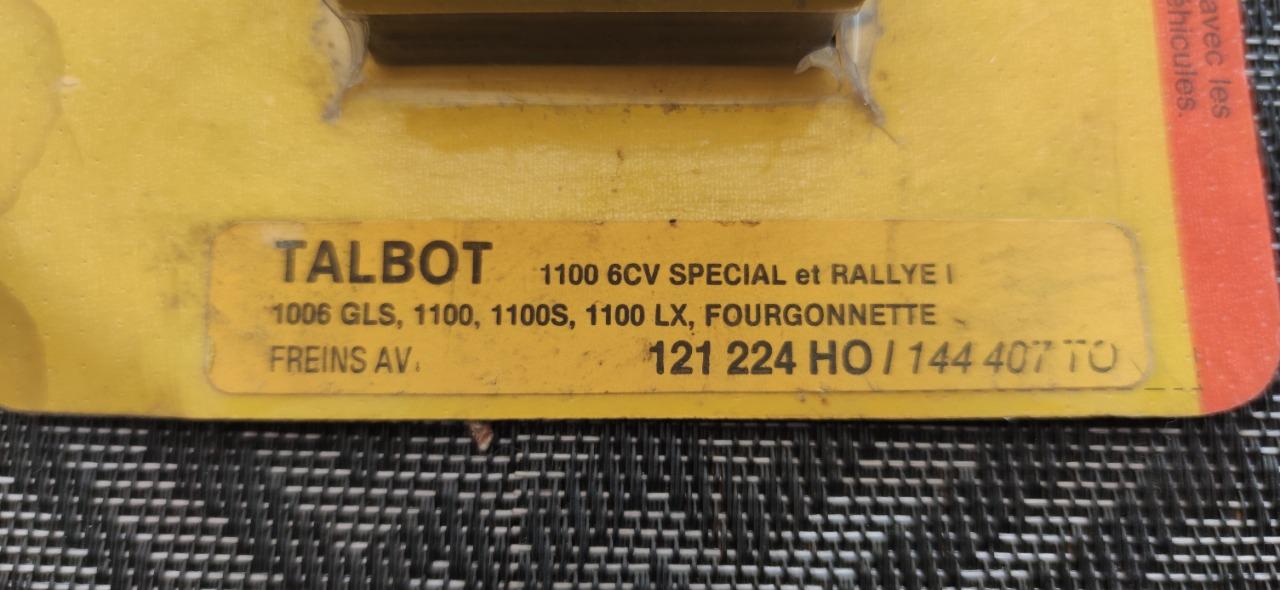 avec les
éhicules.
TALBOT 1100 6CV SPECIAL et RALLYE I
1006 GLS, 1100, 1100S, 1100 LX, FOURGONNETTE
FREINS AV. 121 224 HO / 144 407 TO